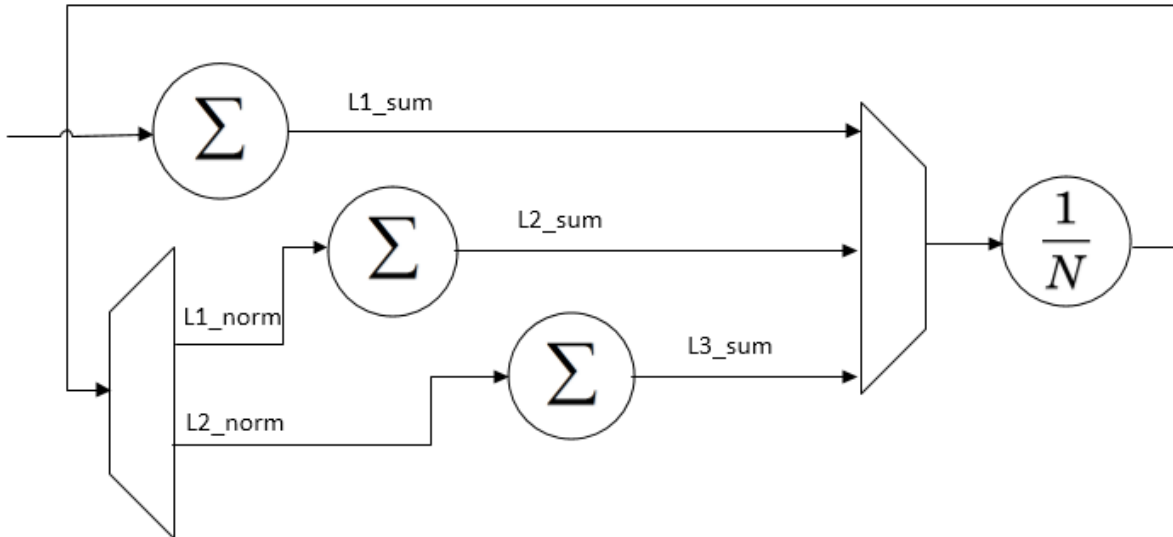 ∑
L1_sum
∑
L2_sum
L1_norm
∑
L3_sum
L2_norm
1
N